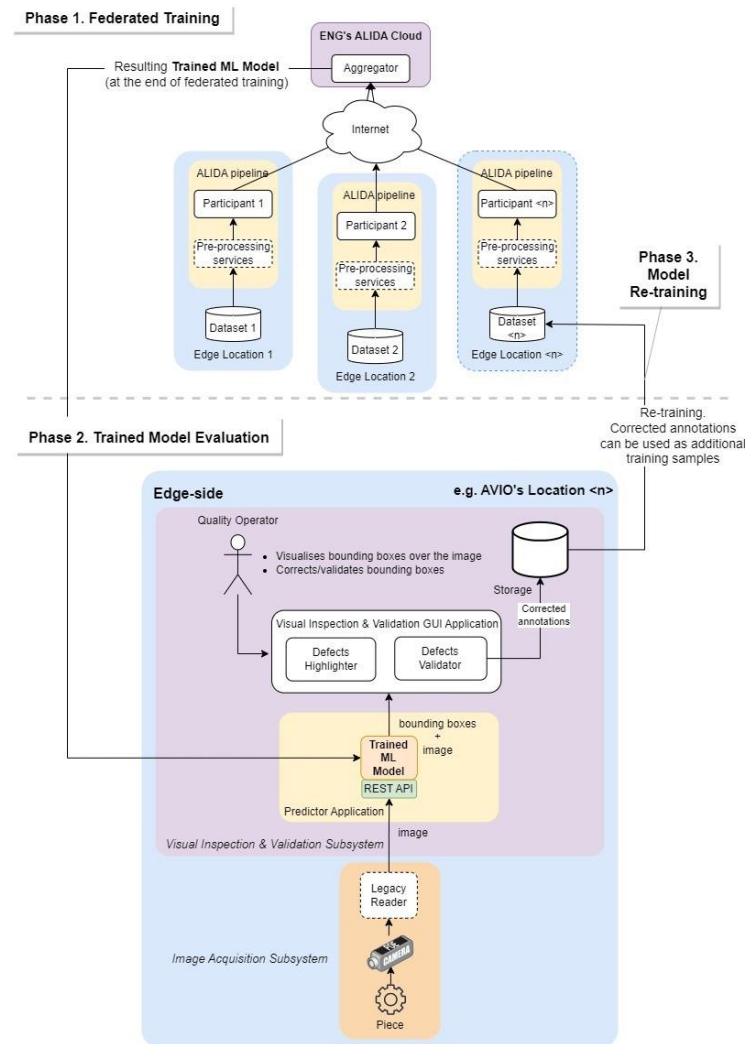 Phase 1. Federated Training
ENG's ALIDA Cloud
Aggregator
Resulting Trained ML Model
(at the end of federated training)
Internet
ALIDA pipeline
Participant 1
Pre-processing
services
Dataset 1
Edge Location 1
ALIDA pipeline
Participant 2
Pre-processing
services
Dataset 2
Edge Location 2
ALIDA pipeline
Participant <n>
Pre-processing
services
Dataset
<n>
Edge Location <n>
Phase 3.
Model
Re-training
Re-training.
Corrected annotations
can be used as additional
training samples
Phase 2. Trained Model Evaluation
Edge-side
e.g. AVIO's Location <n>
Quality Operator
• Visualises bounding boxes over the image
• Corrects/validates bounding boxes
Storage
Corrected
annotations
Visual Inspection & Validation GUI Application
Defects
Highlighter
Defects
Validator
bounding boxes
+
image
Trained
ML
Model
REST API
Predictor Application
image
Visual Inspection & Validation Subsystem
Legacy
Reader
CAMERA
Image Acquisition Subsystem
Piece